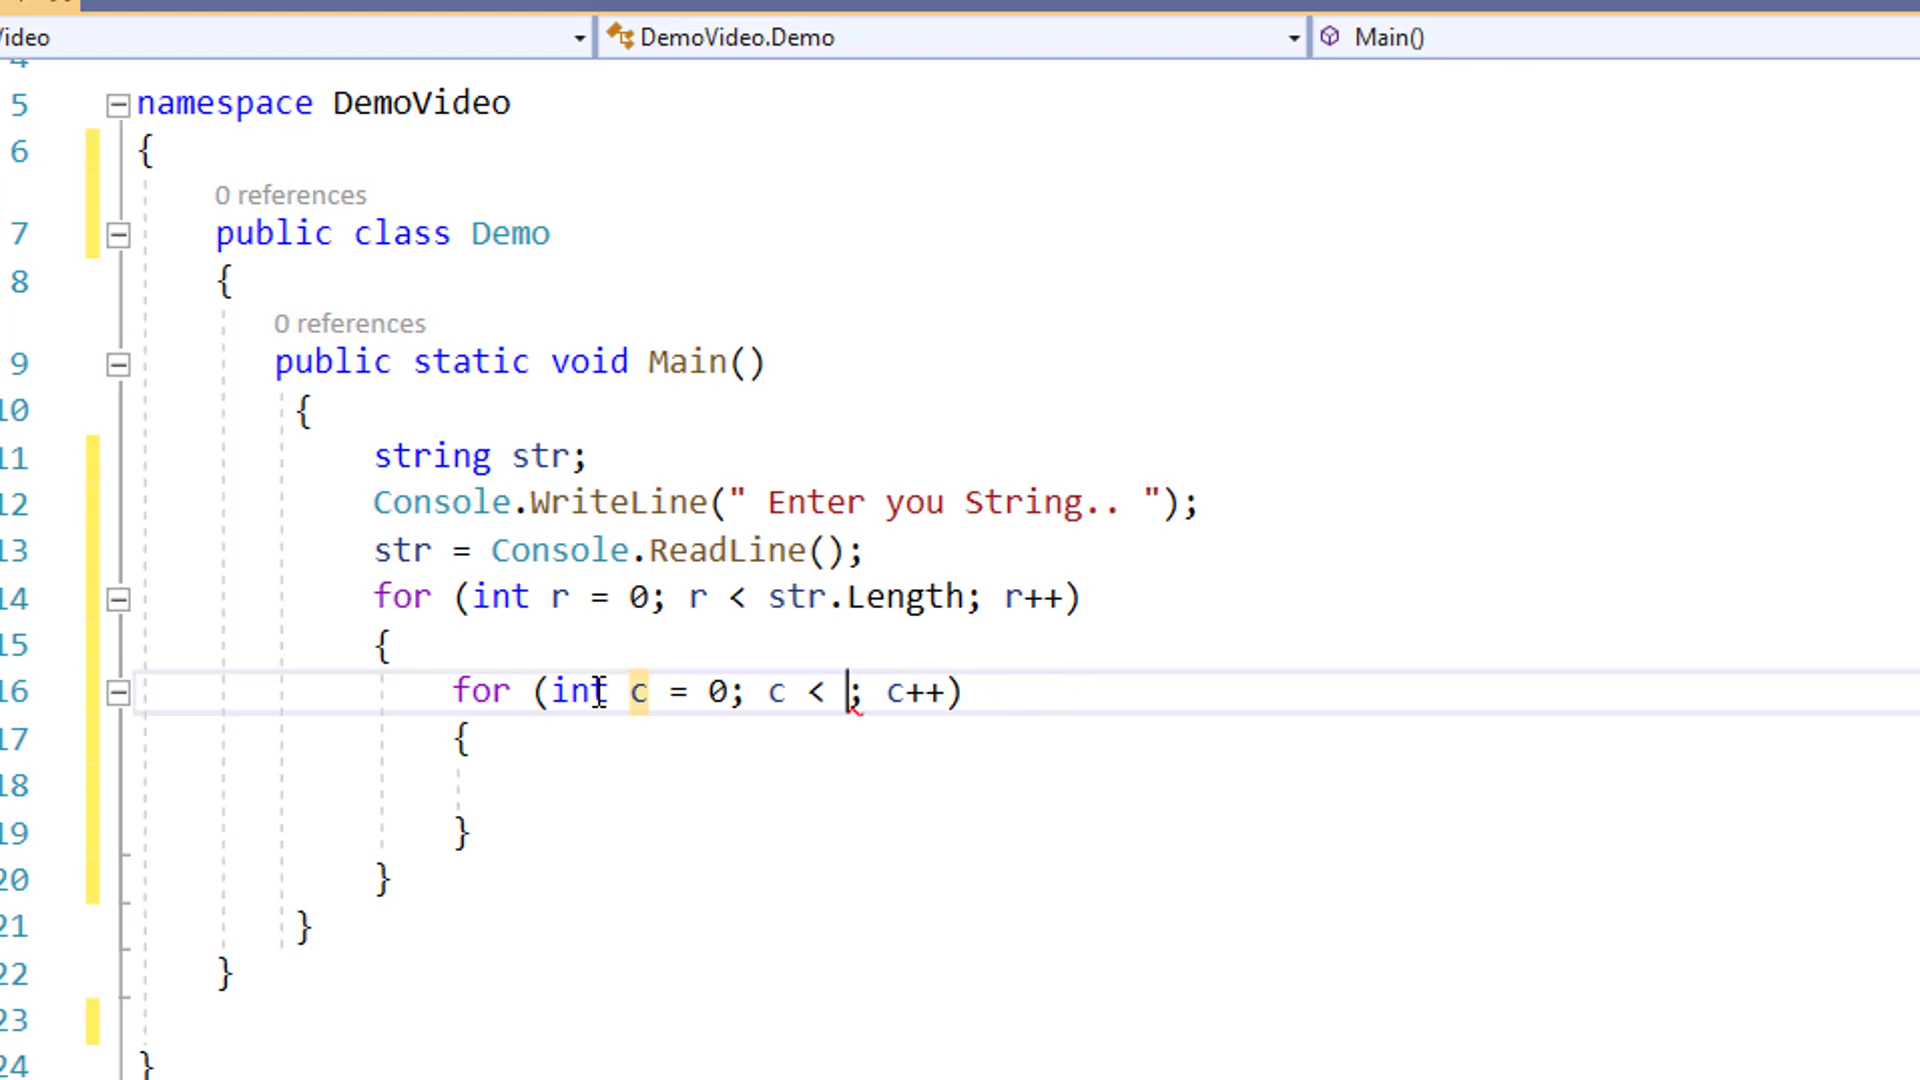 /ideo DemoVideo.Demo Main()
4
5 namespace DemoVideo
6 {
0 references
7 public class Demo
8 {
0 references
9 public static void Main()
10 {
11 string str;
12 Console.WriteLine(" Enter you String.. ");
13 str = Console.ReadLine();
14 for (int r = 0; r < str.Length; r++)
15 {
16 for (int c = 0; c < ; c++)
17 {
18
19 }
20 }
21 }
22 }
23
24 }